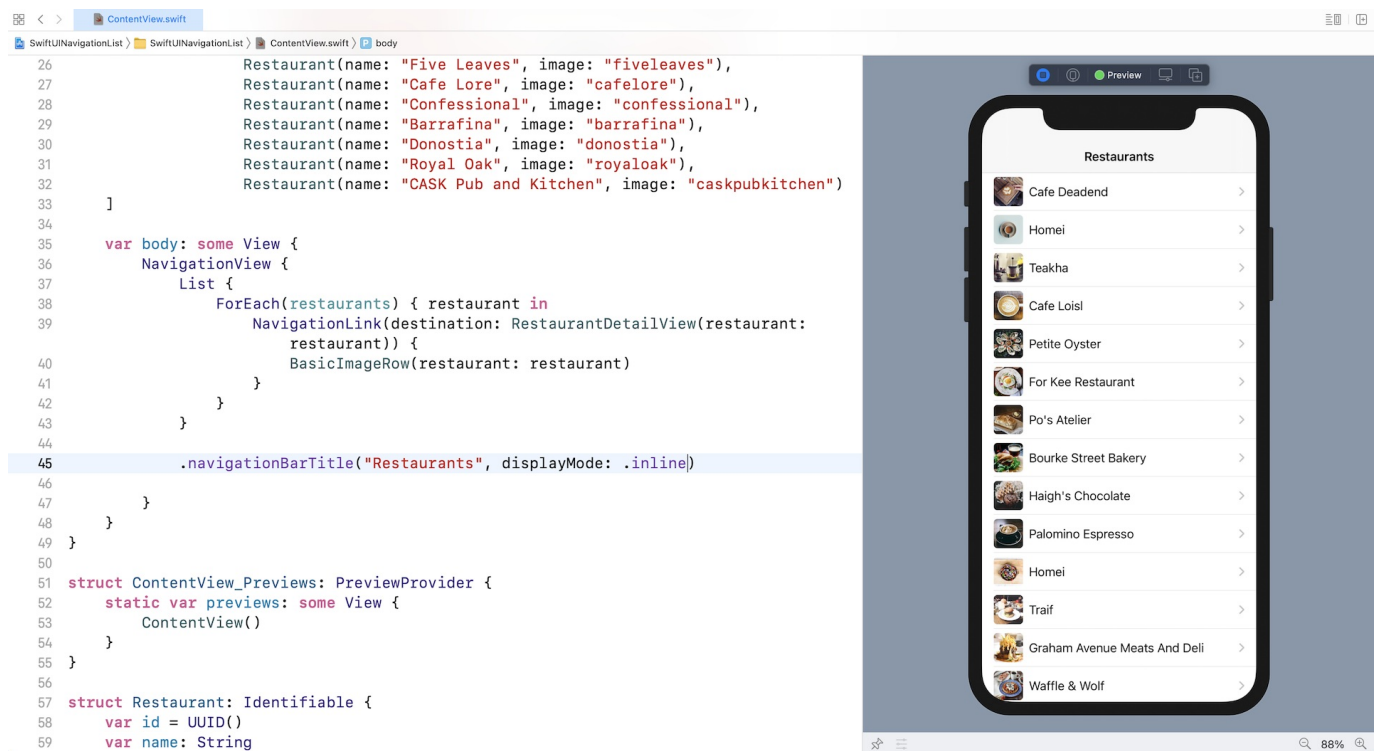 ContentView.swift
SwiftUINavigationList 〉 SwiftUINavigationList 〉 ContentView.swift 〉 P body
26 Restaurant(name: "Five Leaves", image: "fiveleaves"),
27 Restaurant(name: "Cafe Lore", image: "cafelore"),
28 Restaurant(name: "Confessional", image: "confessional"),
29 Restaurant(name: "Barrafina", image: "barrafina"),
30 Restaurant(name: "Donostia", image: "donostia"),
31 Restaurant(name: "Royal Oak", image: "royaloak"),
32 Restaurant(name: "CASK Pub and Kitchen", image: "caskpubkitchen")
33 ]
34
35 var body: some View {
36 NavigationView {
37 List {
38 ForEach(restaurants) { restaurant in
39 NavigationLink(destination: RestaurantDetailView(restaurant:
restaurant)) {
40 BasicImageRow(restaurant: restaurant)
41 }
42 }
43 }
44
45 .navigationBarTitle("Restaurants", displayMode: .inline)
46
47 }
48 }
49 }
50
51 struct ContentView_Previews: PreviewProvider {
52 static var previews: some View {
53 ContentView()
54 }
55 }
56
57 struct Restaurant: Identifiable {
58 var id = UUID()
59 var name: String
Preview
Restaurants
Cafe Deadend
Homei
Teakha
Cafe Loisl
Petite Oyster
For Kee Restaurant
Po's Atelier
Bourke Street Bakery
Haigh's Chocolate
Palomino Espresso
Homei
Traif
Graham Avenue Meats And Deli
Waffle & Wolf
88%